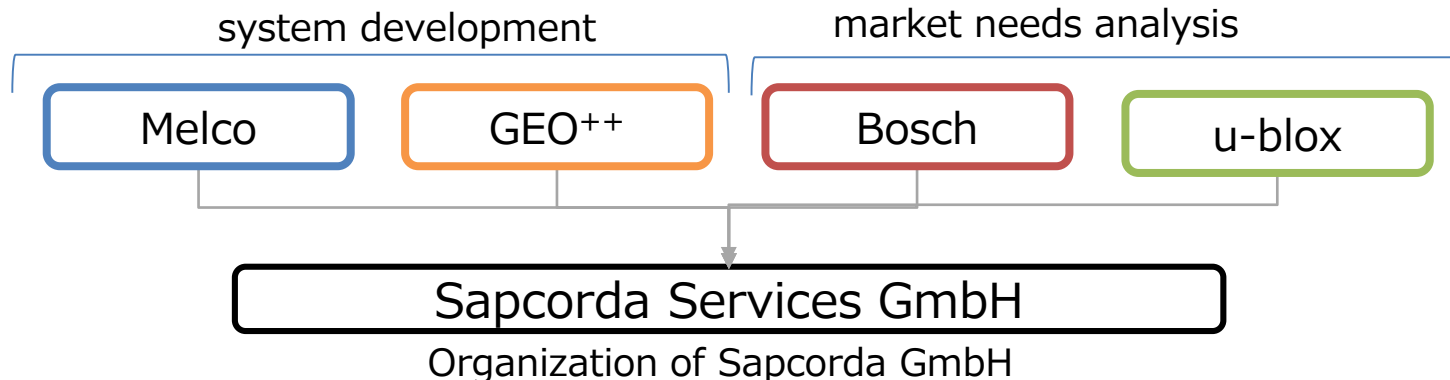 system development
market needs analysis
Melco
GEO⁺⁺
Bosch
u-blox
Sapcorda Services GmbH
Organization of Sapcorda GmbH